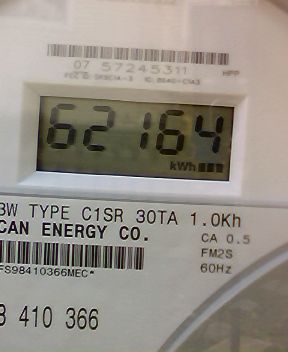 07 57245311
HPP
62164
kWh
3W TYPE C1SR 30TA 1.0Kh
CAN ENERGY CO.
CA 0.5
FM2S
FS98410366MEC*
60Hz
410 366